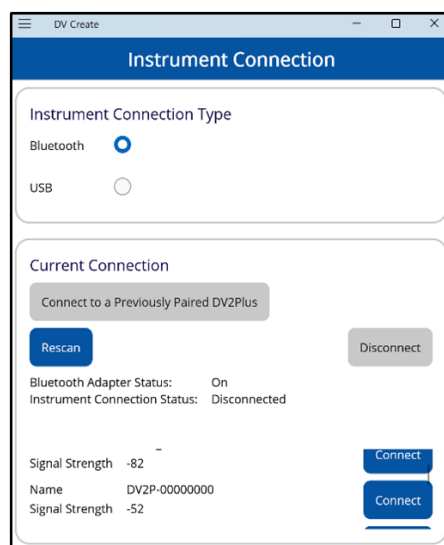 DV Create
Instrument Connection
Instrument Connection Type
Bluetooth
USB
Current Connection
Connect to a Previously Paired DV2Plus
Rescan
Disconnect
Bluetooth Adapter Status: On
Instrument Connection Status: Disconnected
Signal Strength -82
Connect
Name DV2P-00000000
Connect
Signal Strength -52